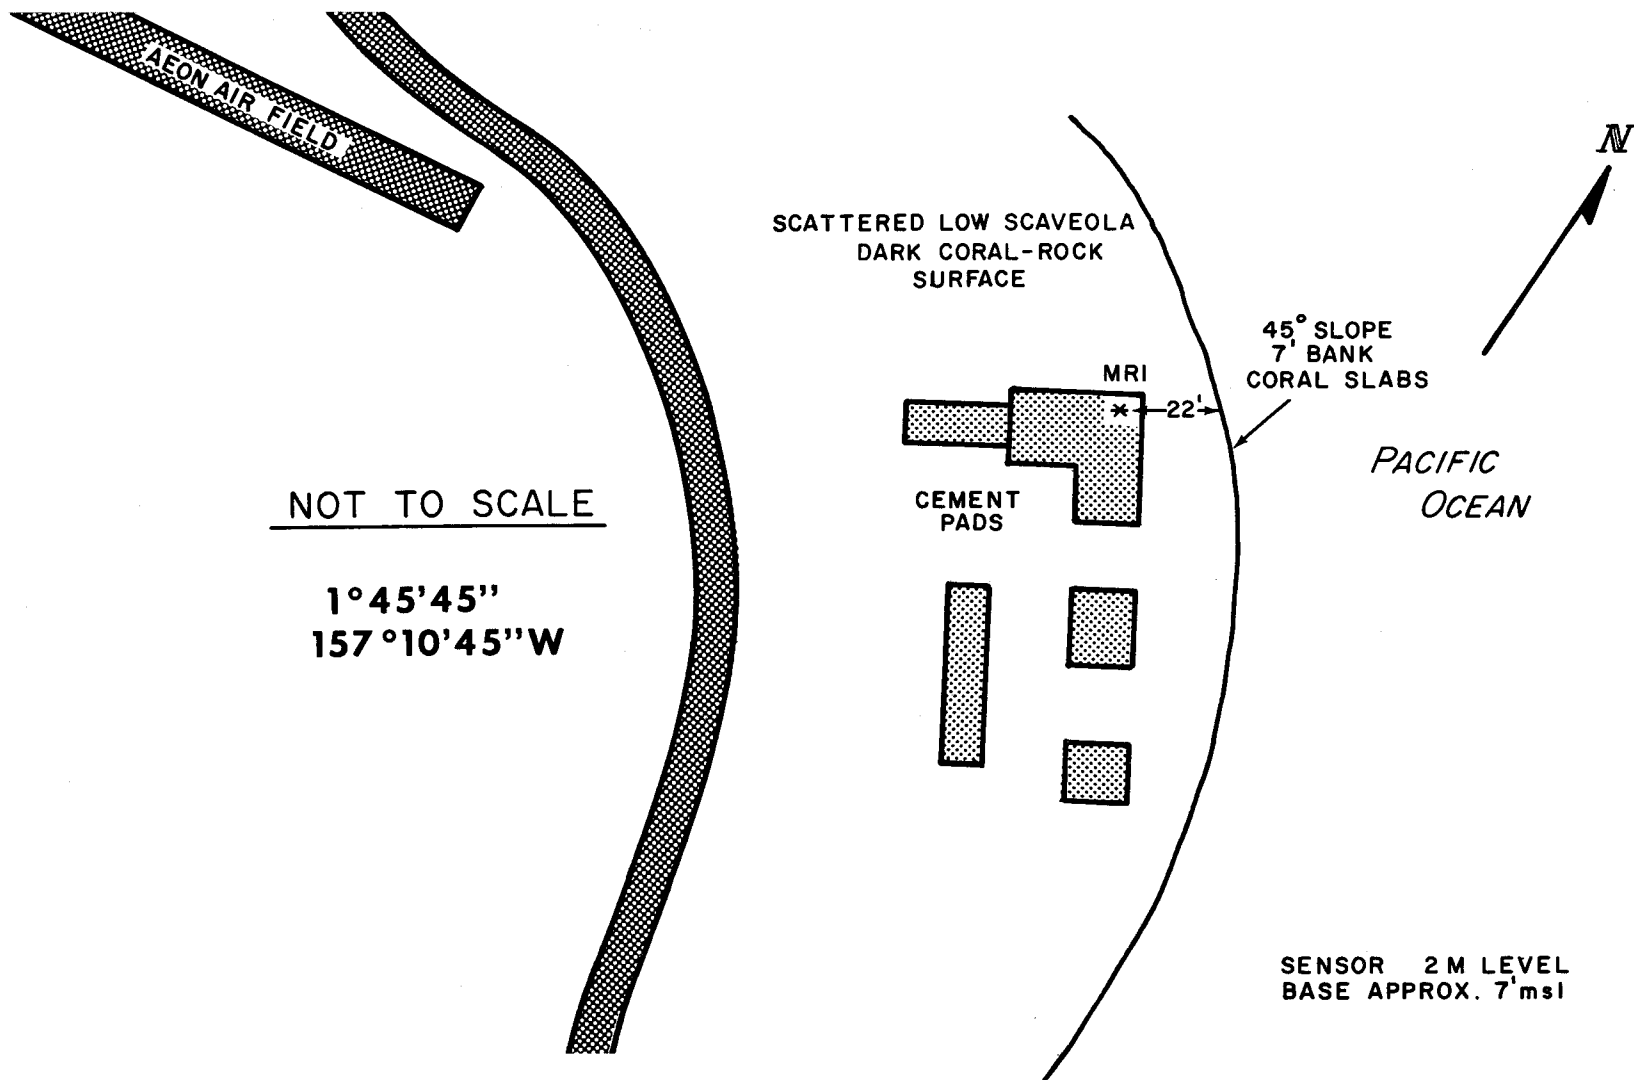 AEON AIR FIELD
N
SCATTERED LOW SCAVEOLA
DARK CORAL-ROCK
SURFACE
45° SLOPE
7' BANK
CORAL SLABS
MRI
22'
PACIFIC
OCEAN
CEMENT
PADS
NOT TO SCALE
1°45'45"
157°10'45"W
SENSOR 2 M LEVEL
BASE APPROX. 7'msl